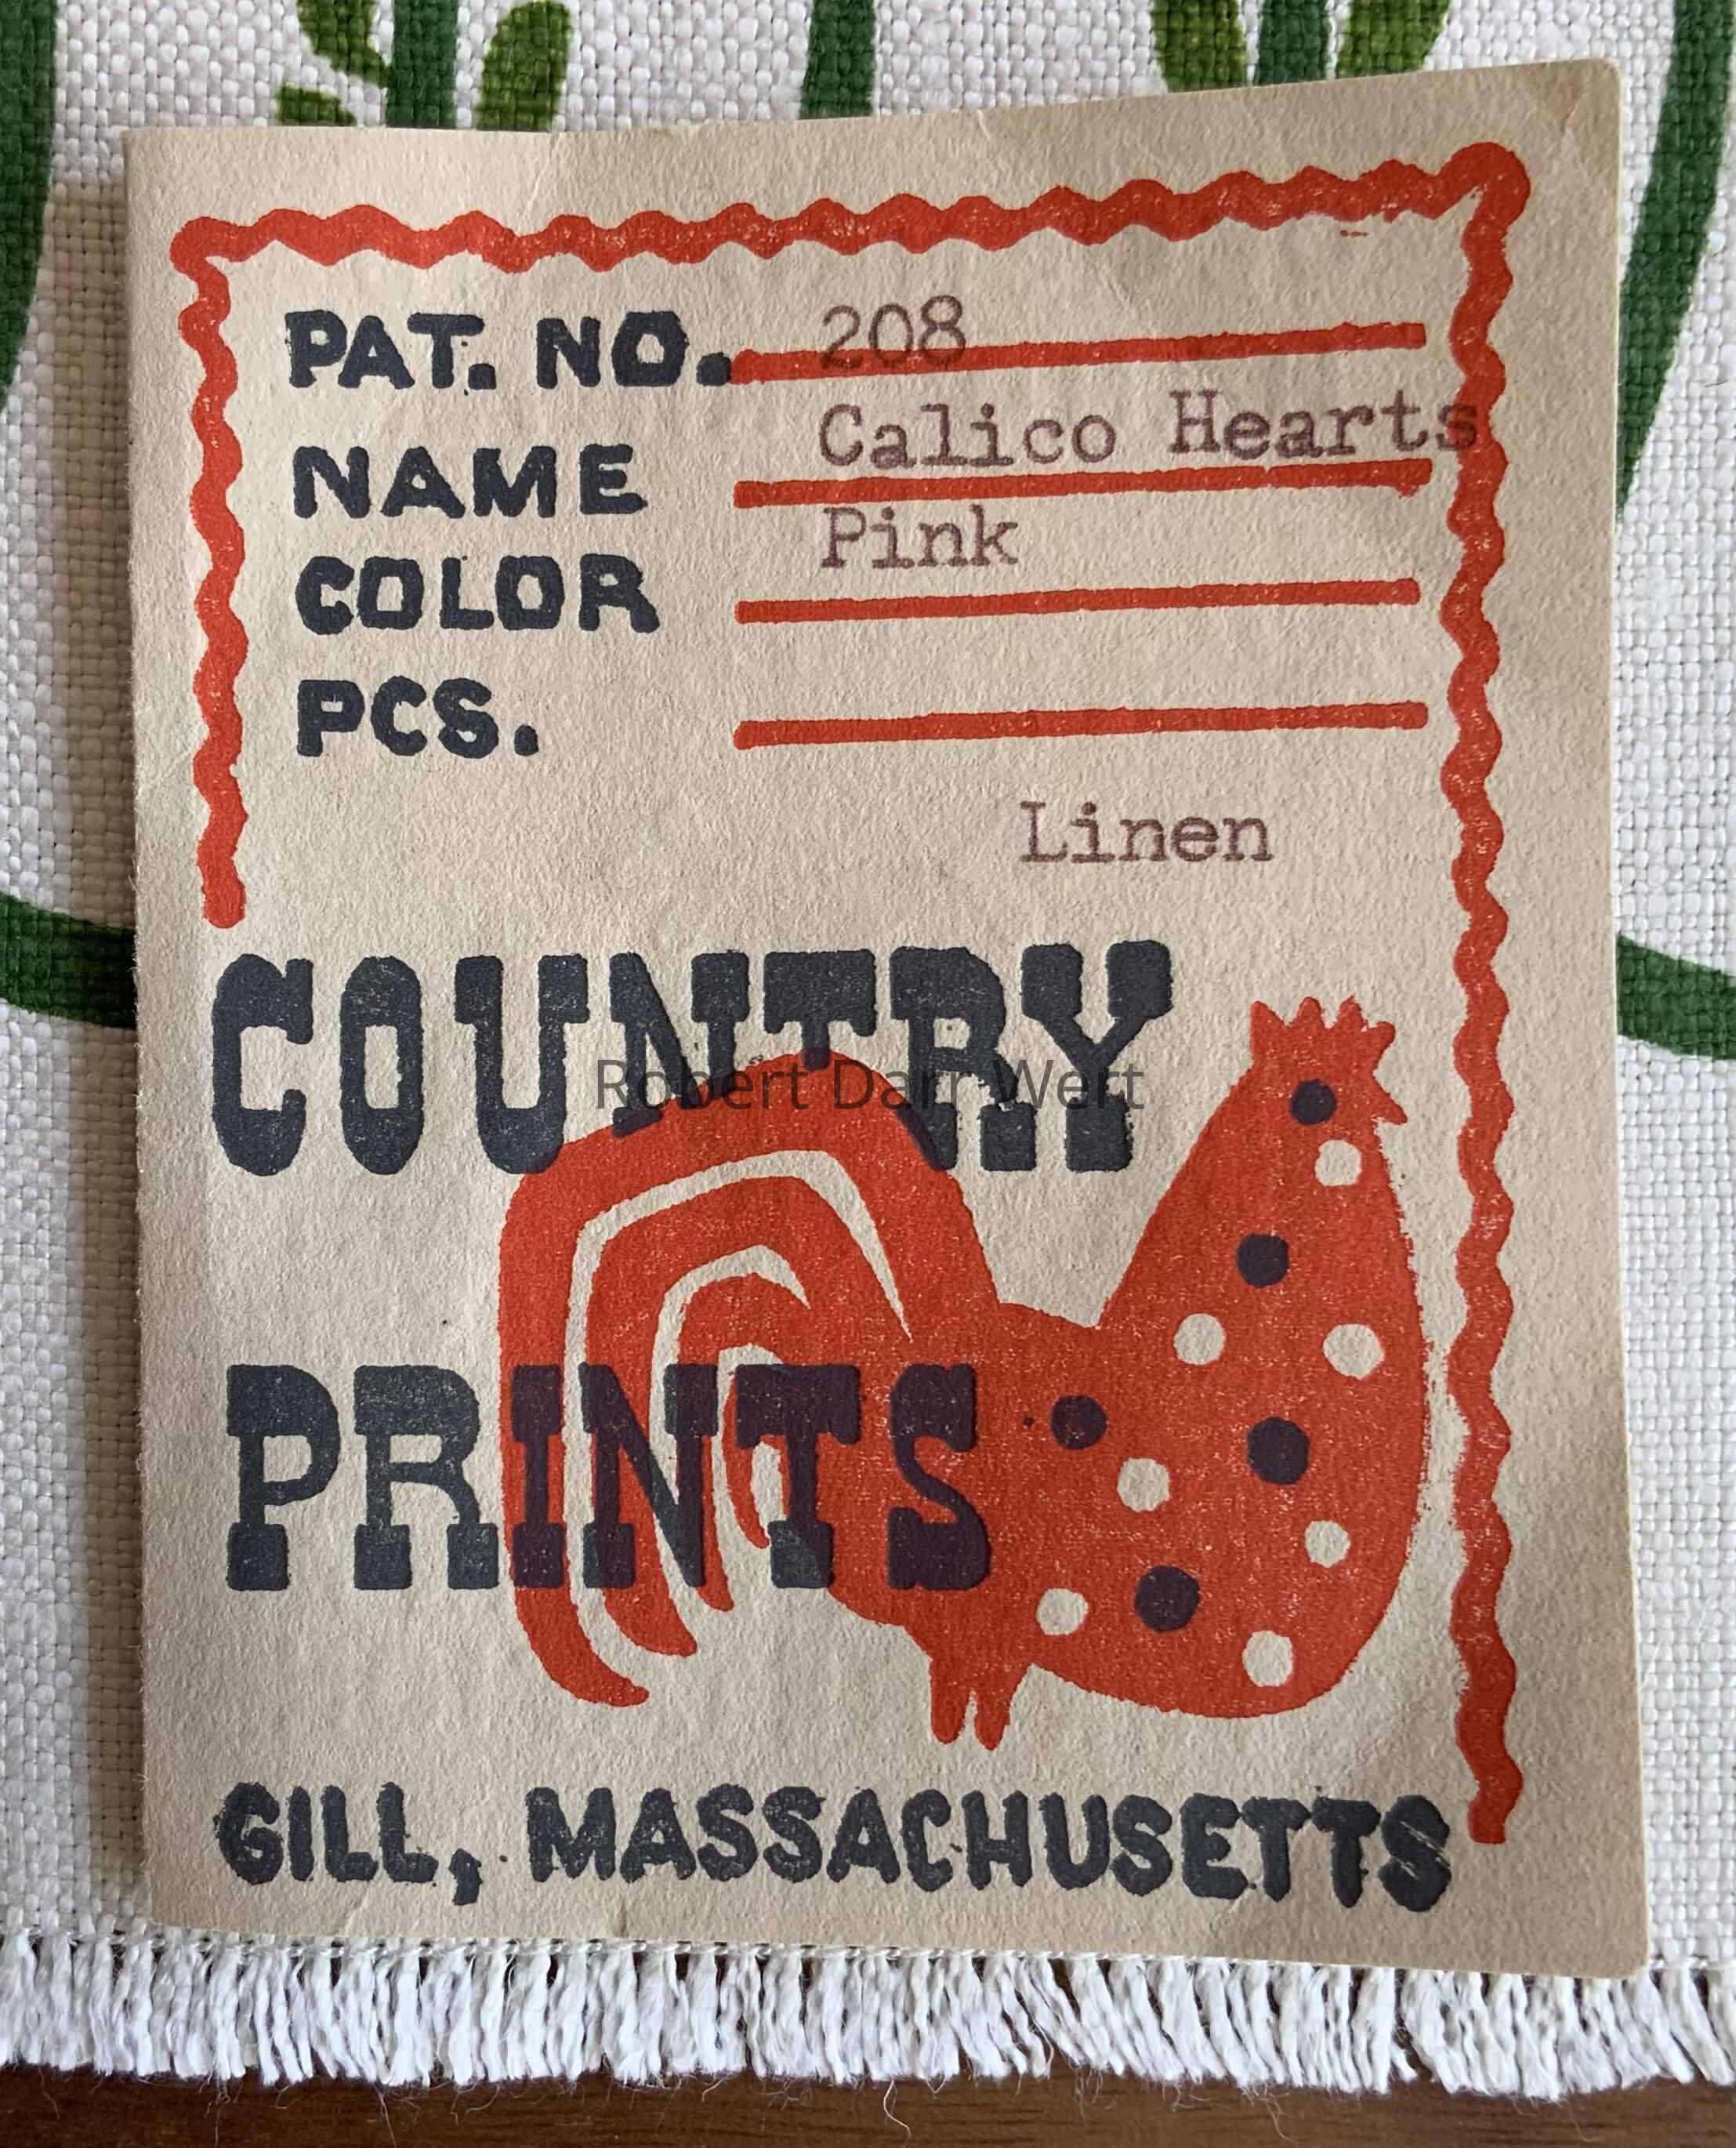 PAT. NO. 208
NAME Calico Hearts
COLOR Pink
PCS.
Linen
COUNTRY
Robert Darr Wert
PRINTS
GILL, MASSACHUSETTS